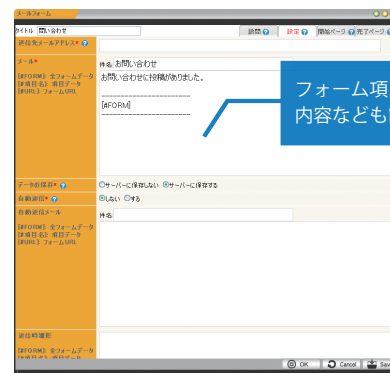 メールフォーム
タイトル 問い合わせ
設問 設定 開始ページ 完了ページ
送信先メールアドレス*
メール*
件名 お問い合わせ
[#FORM] 全フォームデータ
[#項目名] 項目データ
[#URL] フォームURL
お問い合わせに投稿がありました。
------------------------
[#FORM]
------------------------
フォーム項
内容なども
データの保存* サーバーに保存しない サーバーに保存する
自動返信* しない する
自動返信メール
件名
[#FORM] 全フォームデータ
[#項目名] 項目データ
[#URL] フォームURL
[#FORM] 全フォームデータ
[#項目名] 項目データ
OK Cancel Save